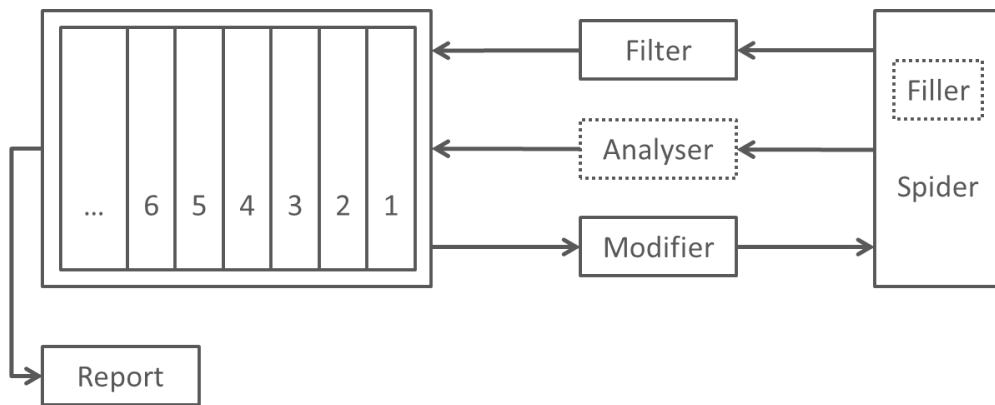 Filter
Filler
Analyser
Spider
... 6 5 4 3 2 1
Modifier
Report